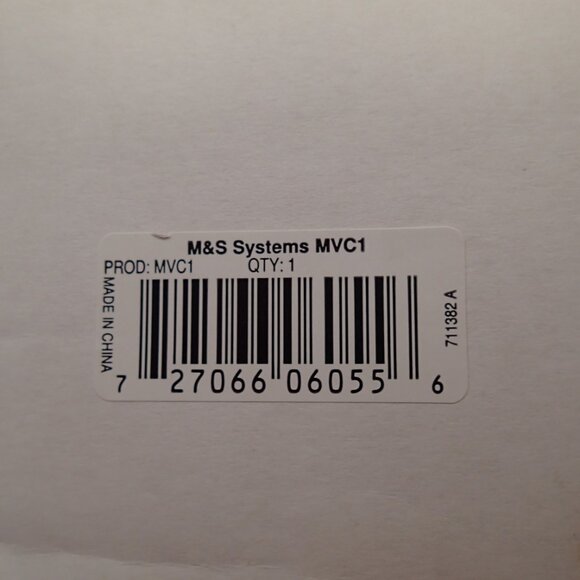 M&S Systems MVC1
PROD: MVC1 QTY: 1
MADE IN CHINA
711382 A
7 27066 06055 6